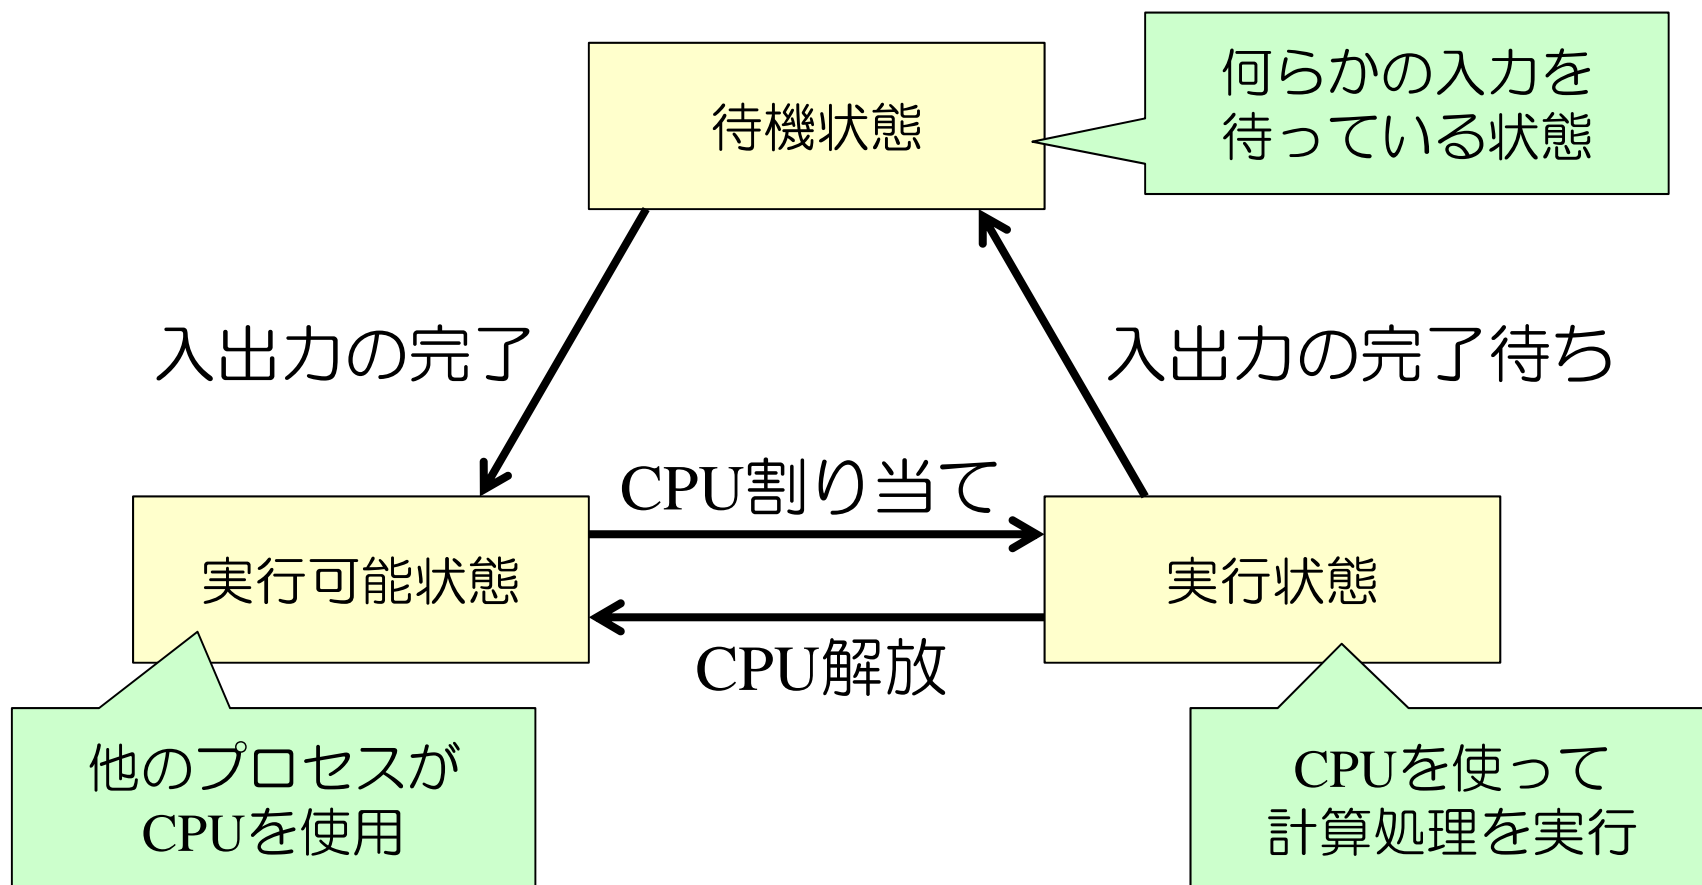 待機状態
何らかの入力を
待っている状態
入出力の完了
入出力の完了待ち
CPU割り当て
実行可能状態
実行状態
CPU解放
他のプロセスが
CPUを使用
CPUを使って
計算処理を実行